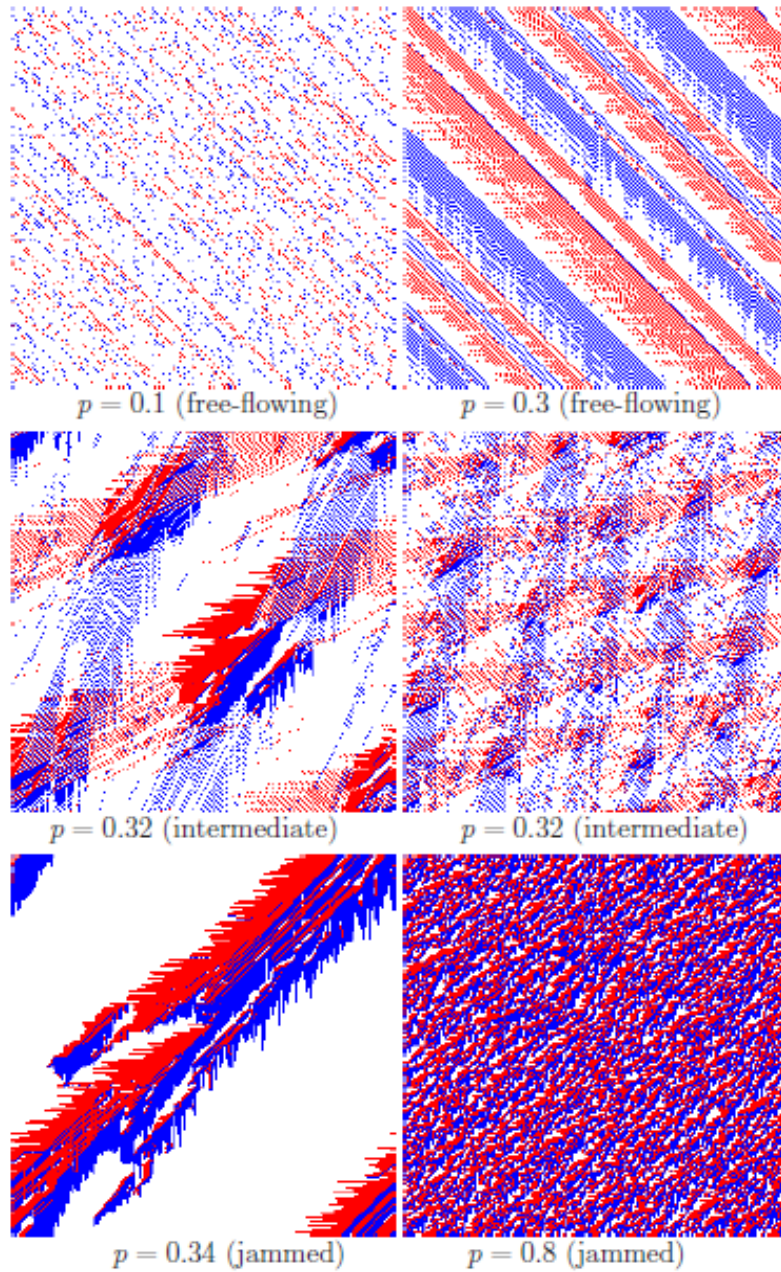 p = 0.1 (free-flowing)
p = 0.3 (free-flowing)
p = 0.32 (intermediate)
p = 0.32 (intermediate)
p = 0.34 (jammed)
p = 0.8 (jammed)